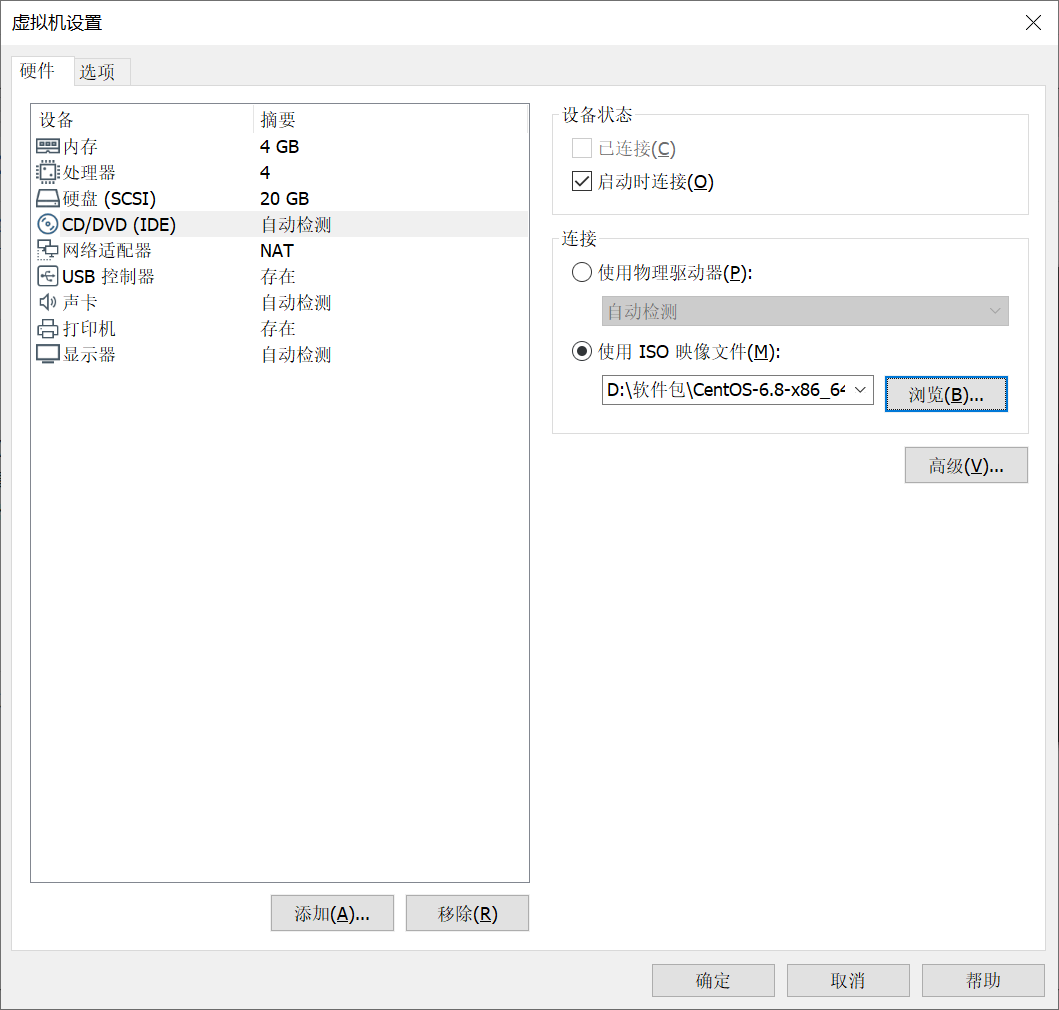 虚拟机设置
硬件 选项
设备 摘要
内存 4 GB
处理器 4
硬盘 (SCSI) 20 GB
CD/DVD (IDE) 自动检测
网络适配器 NAT
USB 控制器 存在
声卡 自动检测
打印机 存在
显示器 自动检测
添加(A)... 移除(R)
设备状态
已连接(C)
启动时连接(O)
连接
使用物理驱动器(P):
自动检测
使用 ISO 映像文件(M):
D:\软件包\CentOS-6.8-x86_64 浏览(B)...
高级(V)...
确定 取消 帮助